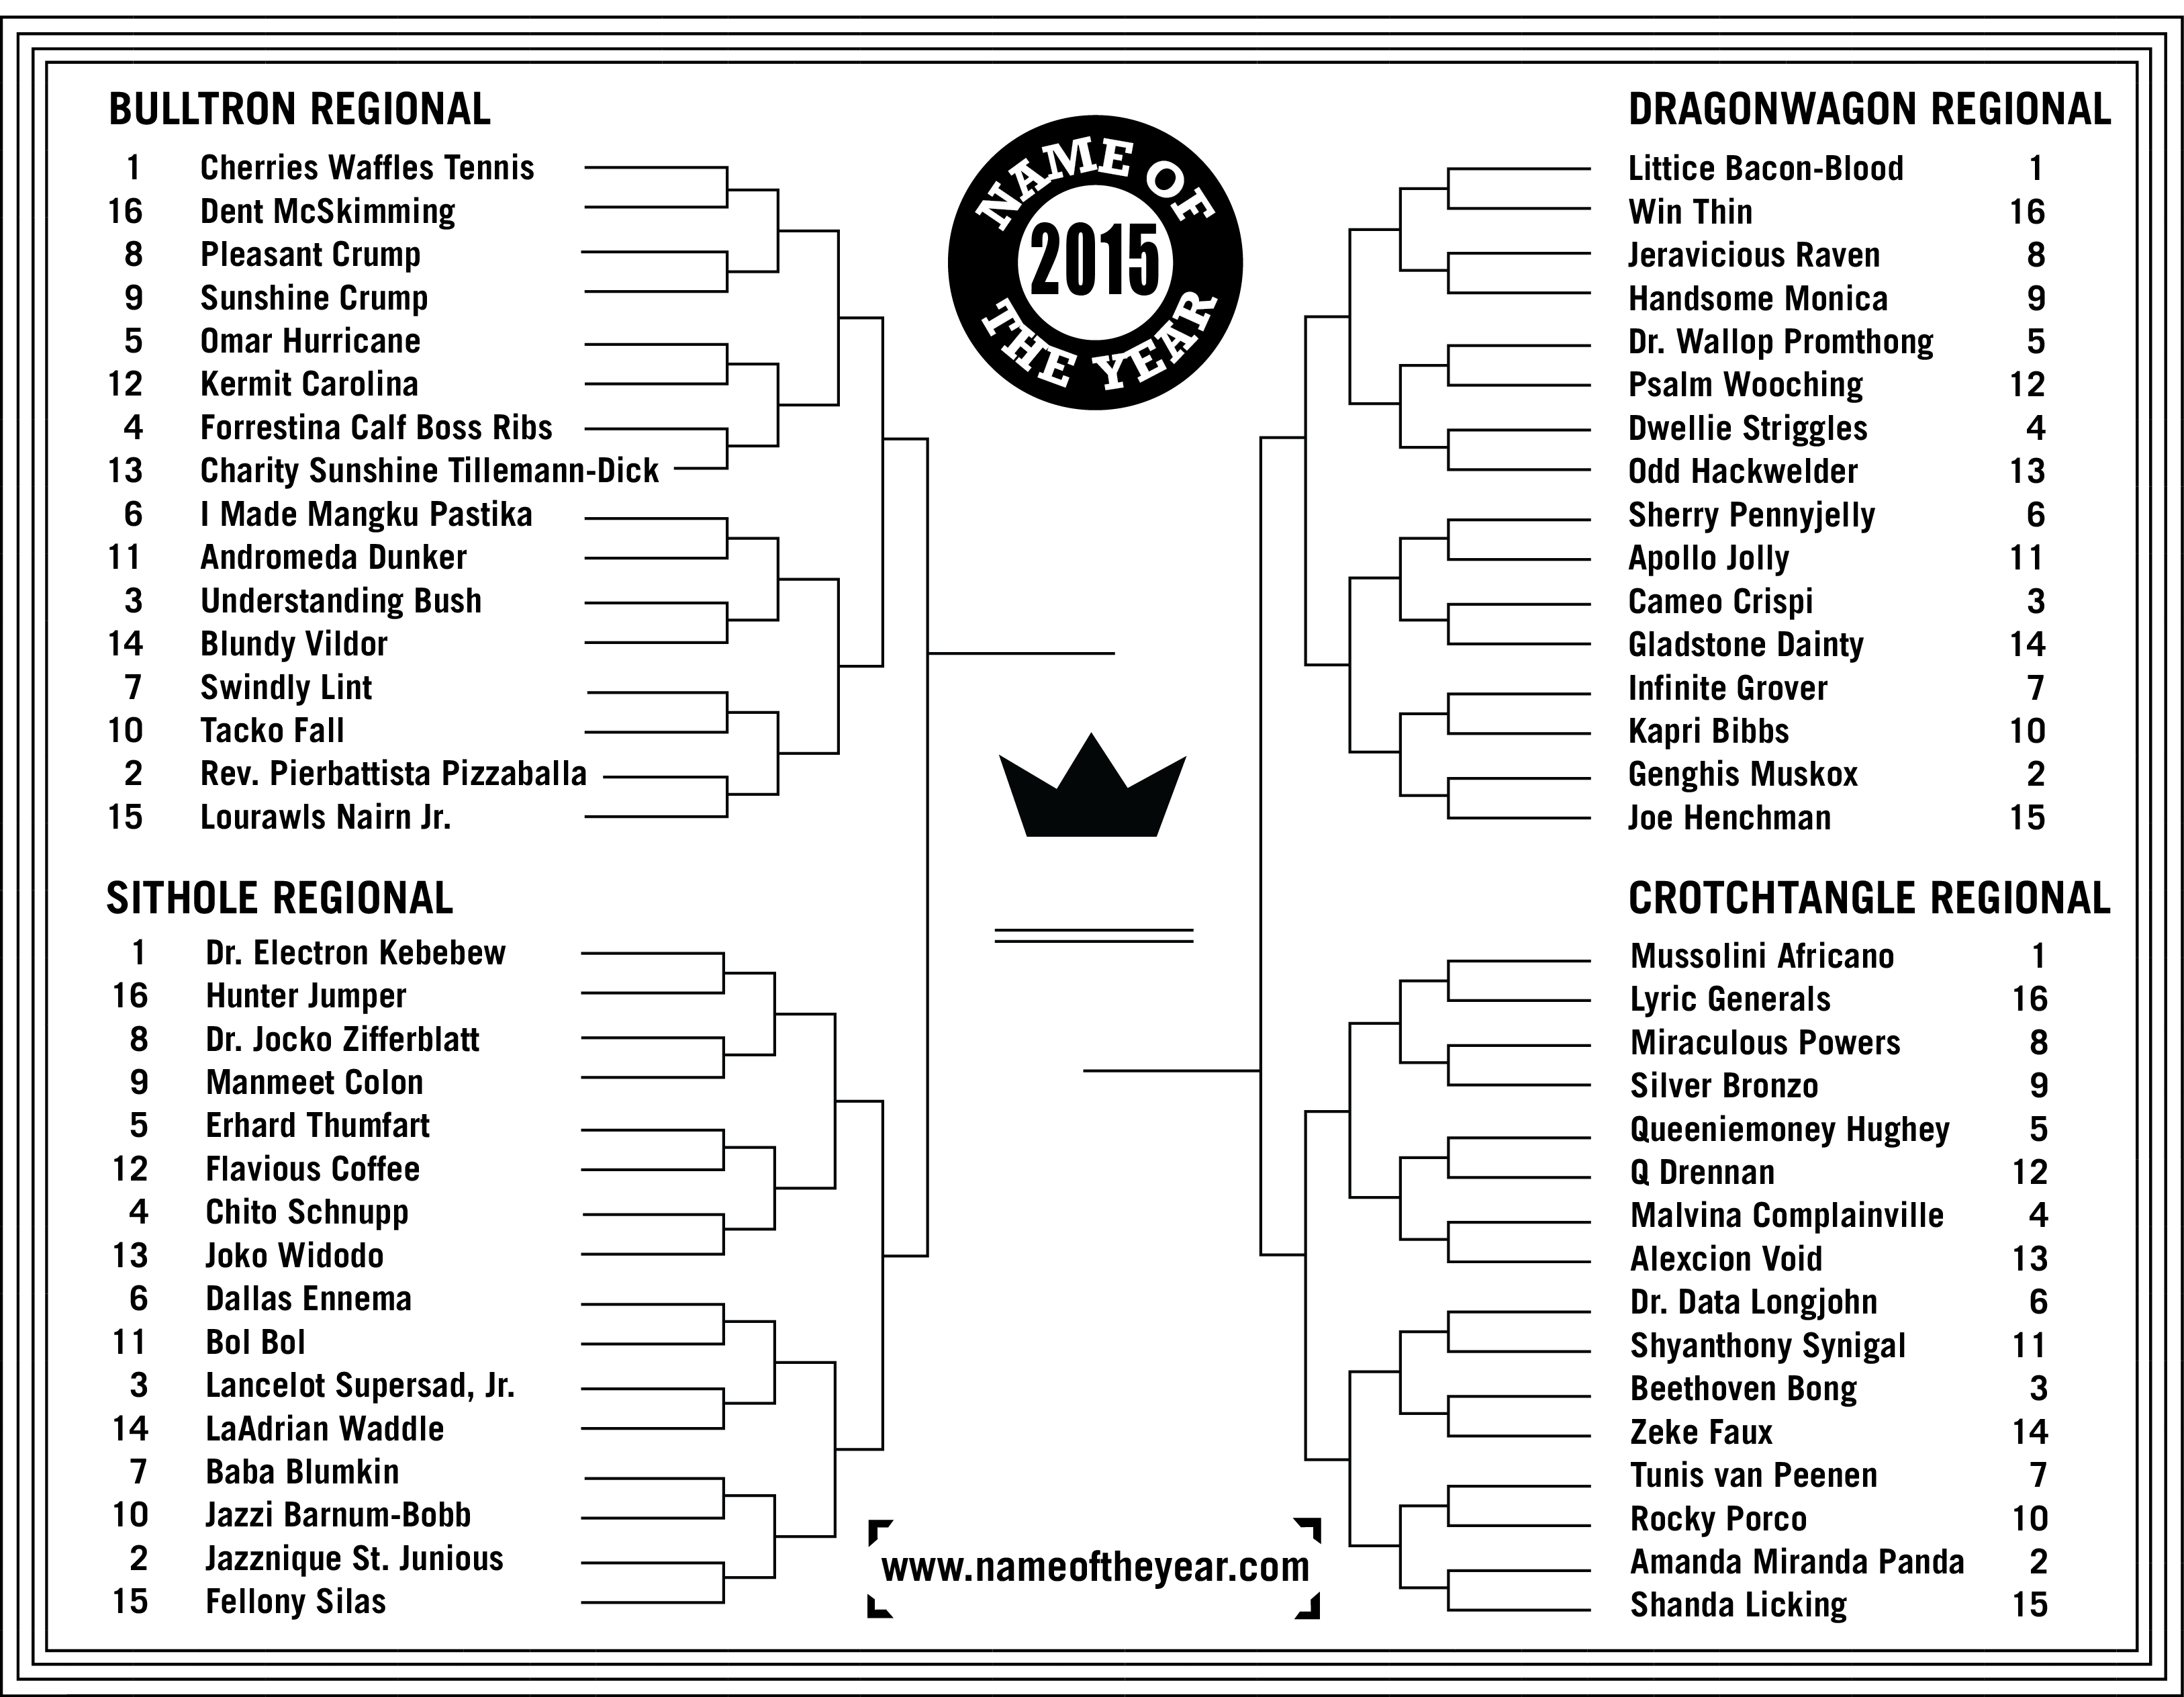 BULLTRON REGIONAL
1 Cherries Waffles Tennis
16 Dent McSkimming
8 Pleasant Crump
9 Sunshine Crump
5 Omar Hurricane
12 Kermit Carolina
4 Forrestina Calf Boss Ribs
13 Charity Sunshine Tillemann-Dick
6 I Made Mangku Pastika
11 Andromeda Dunker
3 Understanding Bush
14 Blundy Vildor
7 Swindly Lint
10 Tacko Fall
2 Rev. Pierbattista Pizzaballa
15 Lourawls Nairn Jr.
SITHOLE REGIONAL
1 Dr. Electron Kebebew
16 Hunter Jumper
8 Dr. Jocko Zifferblatt
9 Manmeet Colon
5 Erhard Thumfart
12 Flavious Coffee
4 Chito Schnupp
13 Joko Widodo
6 Dallas Ennema
11 Bol Bol
3 Lancelot Supersad, Jr.
14 LaAdrian Waddle
7 Baba Blumkin
10 Jazzi Barnum-Bobb
2 Jazznique St. Junious
15 Fellony Silas
NAME OF
2015
THE YEAR
www.nameoftheyear.com
DRAGONWAGON REGIONAL
Littice Bacon-Blood 1
Win Thin 16
Jeravicious Raven 8
Handsome Monica 9
Dr. Wallop Promthong 5
Psalm Wooching 12
Dwellie Striggles 4
Odd Hackwelder 13
Sherry Pennyjelly 6
Apollo Jolly 11
Cameo Crispi 3
Gladstone Dainty 14
Infinite Grover 7
Kapri Bibbs 10
Genghis Muskox 2
Joe Henchman 15
CROTCHTANGLE REGIONAL
Mussolini Africano 1
Lyric Generals 16
Miraculous Powers 8
Silver Bronzo 9
Queeniemoney Hughey 5
Q Drennan 12
Malvina Complainville 4
Alexcion Void 13
Dr. Data Longjohn 6
Shyanthony Synigal 11
Beethoven Bong 3
Zeke Faux 14
Tunis van Peenen 7
Rocky Porco 10
Amanda Miranda Panda 2
Shanda Licking 15